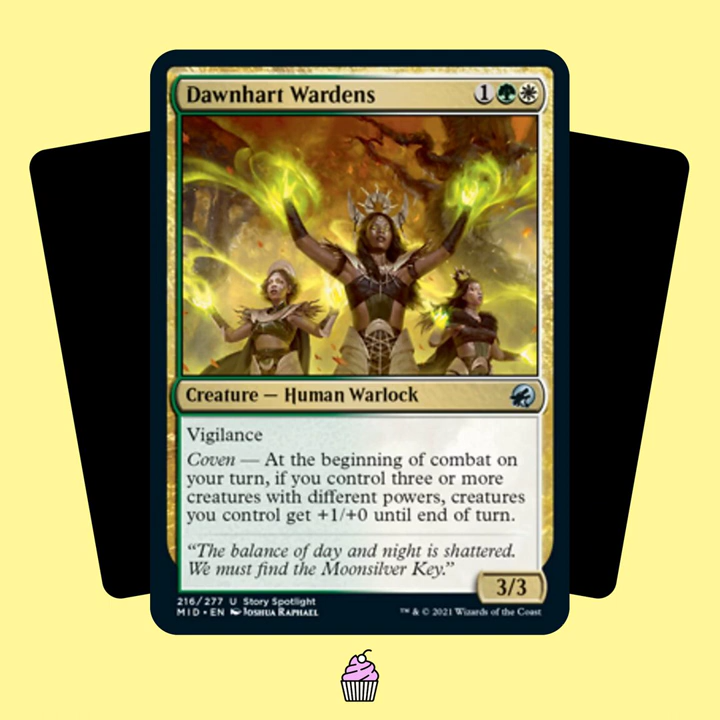 Dawnhart Wardens 1
Creature — Human Warlock
Vigilance
Coven — At the beginning of combat on
your turn, if you control three or more
creatures with different powers, creatures
you control get +1/+0 until end of turn.
“The balance of day and night is shattered.
We must find the Moonsilver Key.”
3/3
216/277 U Story Spotlight
MID • EN Joshua Raphael
™ & © 2021 Wizards of the Coast